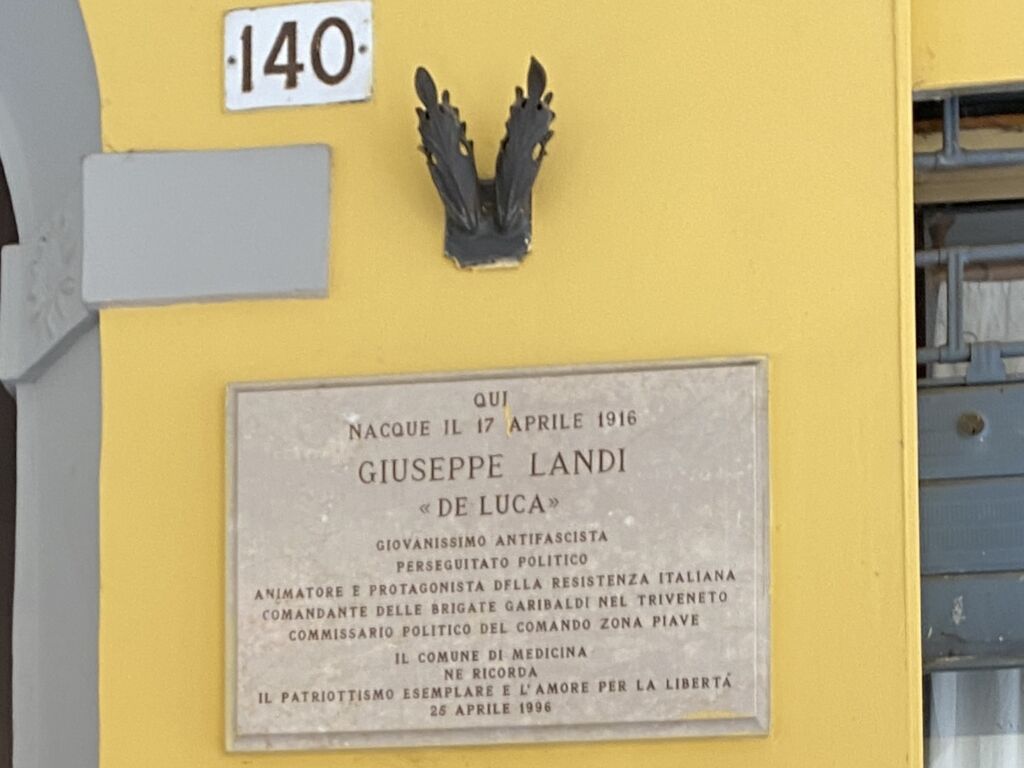 140
QUI
NACQUE IL 17 APRILE 1916
GIUSEPPE LANDI
«DE LUCA»
GIOVANISSIMO ANTIFASCISTA
PERSEGUITATO POLITICO
ANIMATORE E PROTAGONISTA DELLA RESISTENZA ITALIANA
COMANDANTE DELLE BRIGATE GARIBALDI NEL TRIVENETO
COMMISSARIO POLITICO DEL COMANDO ZONA PIAVE
IL COMUNE DI MEDICINA
NE RICORDA
IL PATRIOTTISMO ESEMPLARE E L'AMORE PER LA LIBERTÁ
25 APRILE 1996